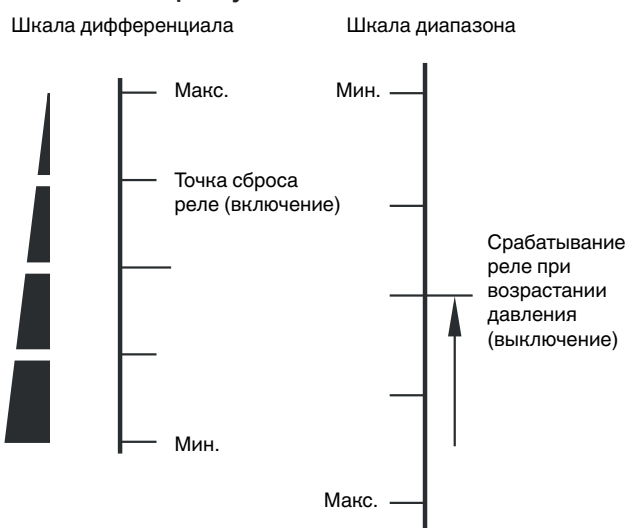 Шкала дифференциала
Шкала диапазона
Макс.
Точка сброса
реле (включение)
Мин.
Мин.
Срабатывание
реле при
возрастании
давления
(выключение)
Макс.